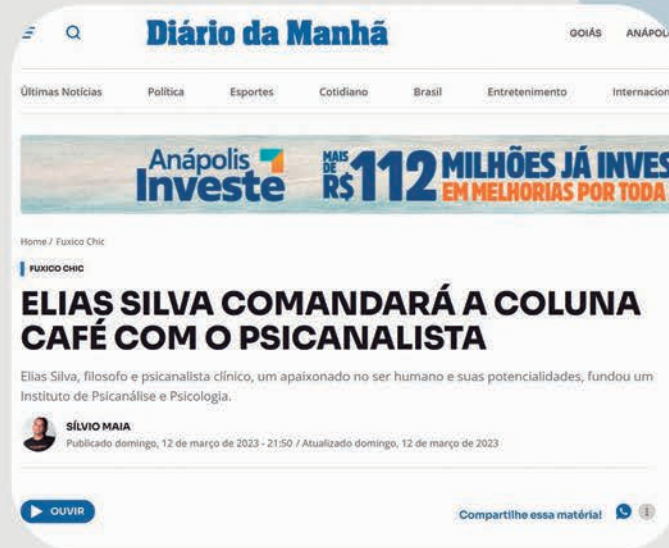 Diário da Manhã
GOIÁS
Últimas Notícias Política Esportes Cotidiano Brasil Entretenimento
Anápolis Investe
MAIS DE R$112 MILHÕES JÁ
EM MELHORIAS POR TODA
Home / Fuxico Chic
FUXICO CHIC
ELIAS SILVA COMANDARÁ A COLUNA
CAFÉ COM O PSICANALISTA
Elias Silva, filosofo e psicanalista clínico, um apaixonado no ser humano e suas potencialidades, fundou um
Instituto de Psicanálise e Psicologia.
SÍLVIO MAIA
Publicado domingo, 12 de março de 2023 - 21:50 / Atualizado domingo, 12 de março de 2023
OUVIR
Compartilhe essa matéria!